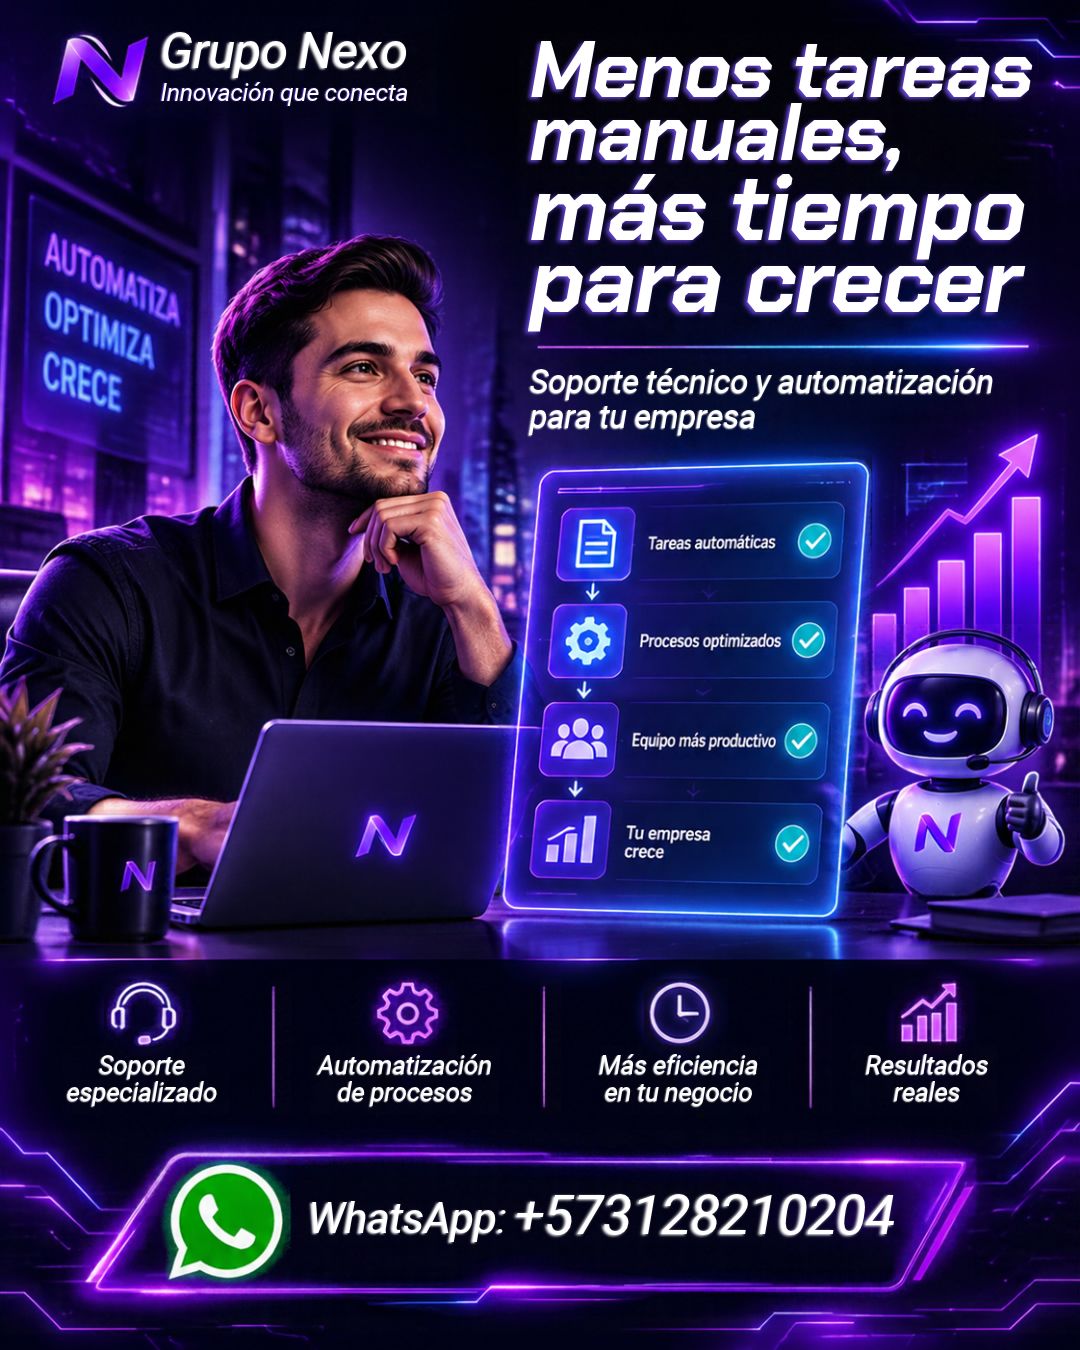 Grupo Nexo
Innovación que conecta
Menos tareas
manuales,
más tiempo
para crecer
Soporte técnico y automatización
para tu empresa
AUTOMATIZA
OPTIMIZA
CRECE
Tareas automáticas
Procesos optimizados
Equipo más productivo
Tu empresa
crece
N
N
N
Soporte
especializado
Automatización
de procesos
Más eficiencia
en tu negocio
Resultados
reales
WhatsApp: +573128210204